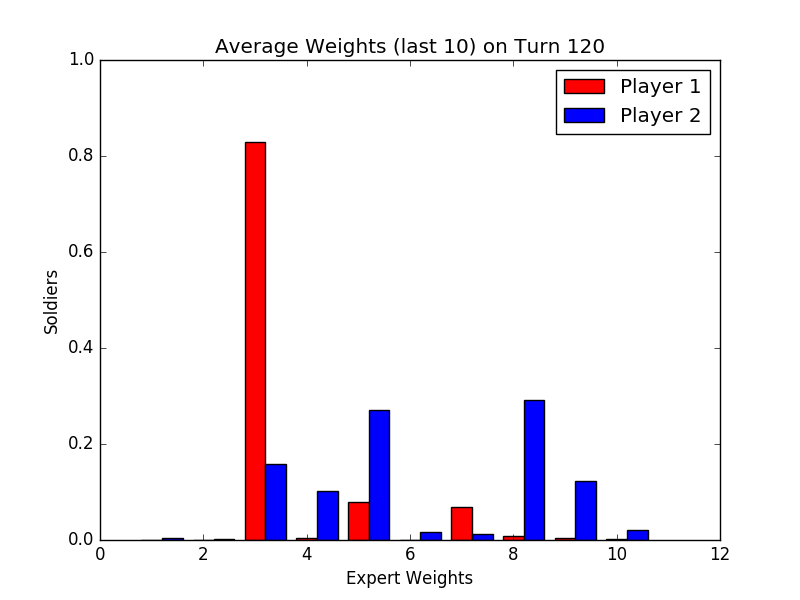 Average Weights (last 10) on Turn 120
1.0
Player 1
Player 2
0.8
0.6
Soldiers
0.4
0.2
0.0
0 2 4 6 8 10 12
Expert Weights